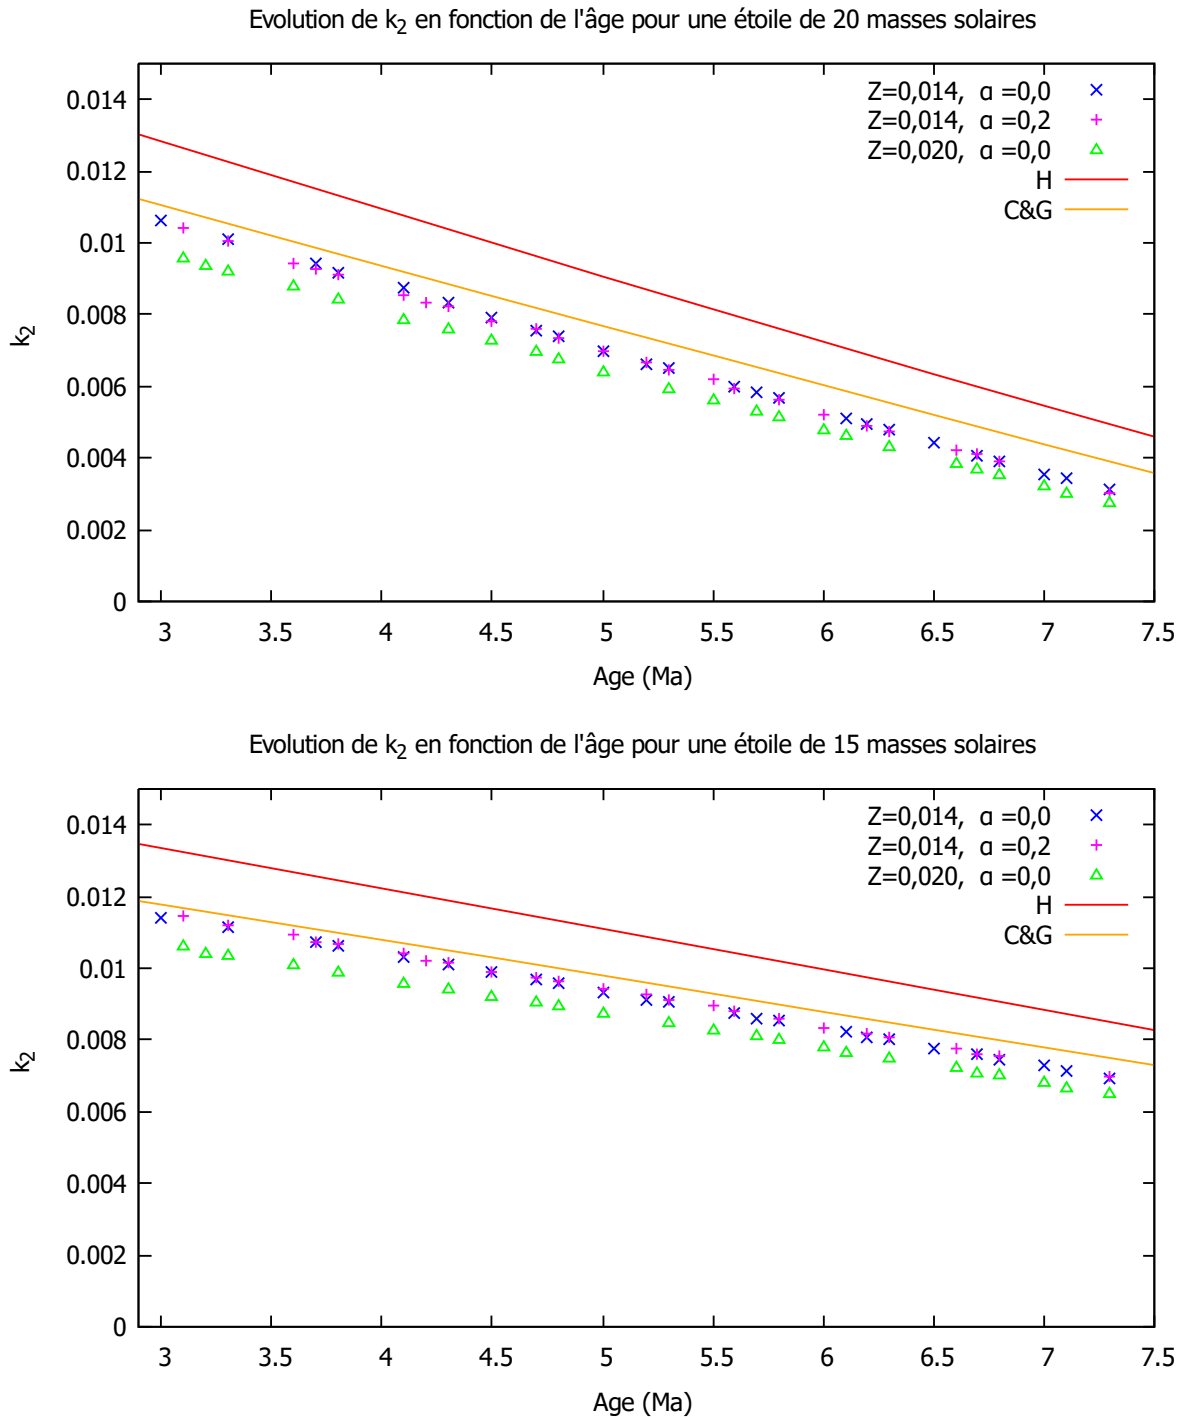 Evolution de k2 en fonction de l'âge pour une étoile de 20 masses solaires
0.014
0.012
0.01
0.008
0.006
0.004
0.002
0
k2
Z=0,014, α =0,0
Z=0,014, α =0,2
Z=0,020, α =0,0
H
C&G
3 3.5 4 4.5 5 5.5 6 6.5 7 7.5
Age (Ma)
Evolution de k2 en fonction de l'âge pour une étoile de 15 masses solaires
0.014
0.012
0.01
0.008
0.006
0.004
0.002
0
k2
Z=0,014, α =0,0
Z=0,014, α =0,2
Z=0,020, α =0,0
H
C&G
3 3.5 4 4.5 5 5.5 6 6.5 7 7.5
Age (Ma)